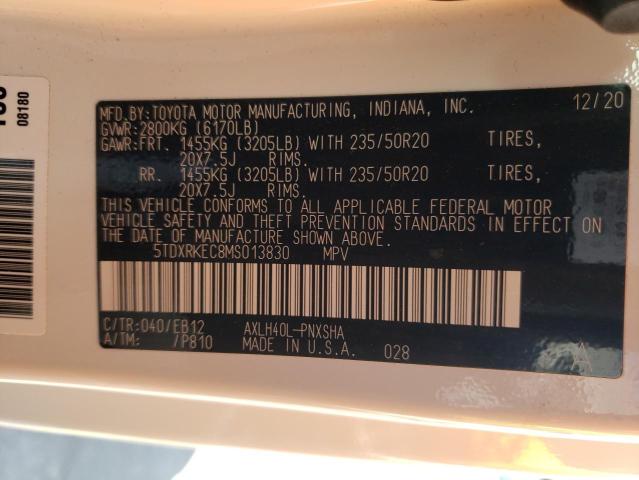 08180
MFD.BY:TOYOTA MOTOR MANUFACTURING, INDIANA, INC. 12/20
GVWR:2800KG (6170LB)
GAWR:FRT. 1455KG (3205LB) WITH 235/50R20 TIRES,
20X7.5J RIMS.
RR. 1455KG (3205LB) WITH 235/50R20 TIRES,
20X7.5J RIMS.
THIS VEHICLE CONFORMS TO ALL APPLICABLE FEDERAL MOTOR
VEHICLE SAFETY AND THEFT PREVENTION STANDARDS IN EFFECT
ON THE DATE OF MANUFACTURE SHOWN ABOVE.
5TDXRKEC8MS013830 MPV
C/TR:040/EB12 AXLH40L-PNXSHA
A/TM: /P810 MADE IN U.S.A. 028 A